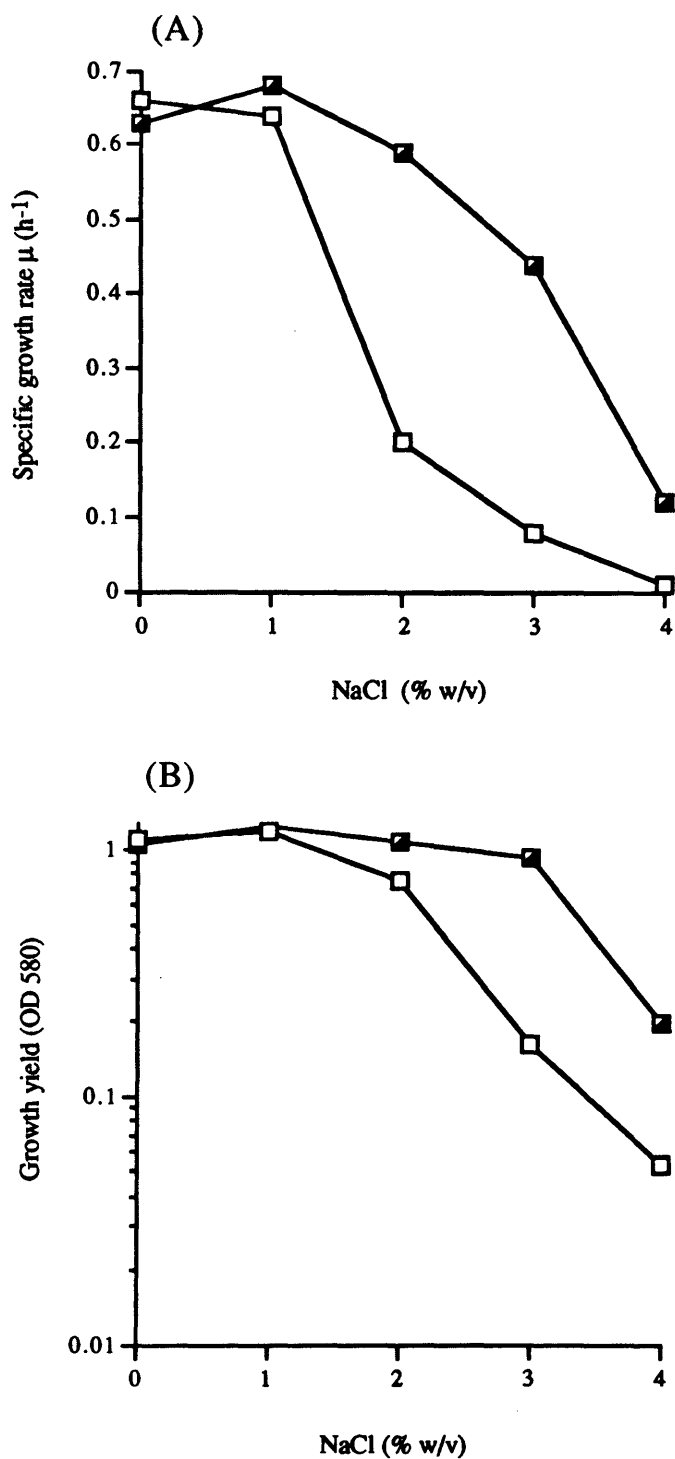 (A)
0.7
0.6
0.5
0.4
0.3
0.2
0.1
0
Specific growth rate μ (h-1)
0 1 2 3 4
NaCl (% w/v)
(B)
1
0.1
0.01
Growth yield (OD 580)
0 1 2 3 4
NaCl (% w/v)